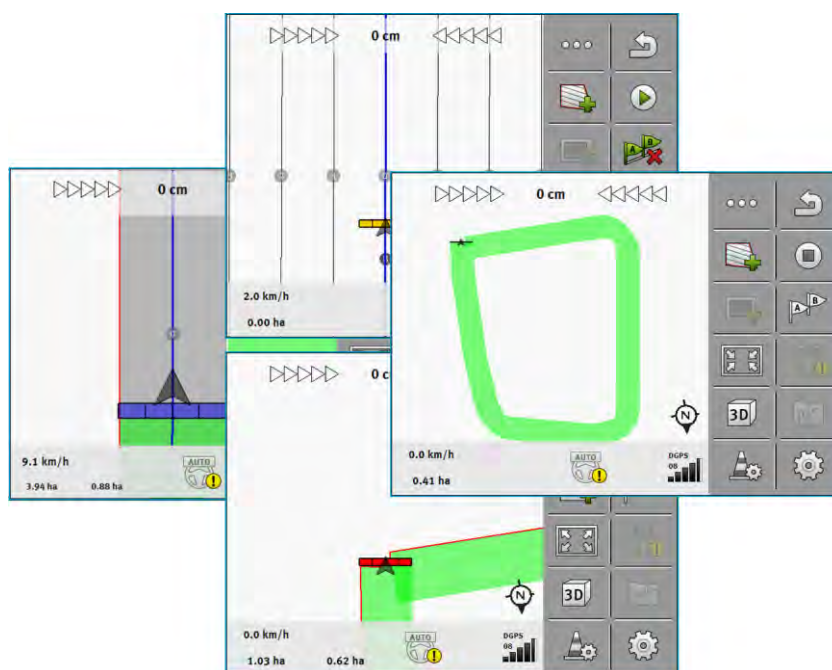 0 cm
A B
2.0 km/h
0.00 ha
0 cm
9.1 km/h
3.94 ha 0.88 ha
AUTO
0 cm
A B
3D
N
0.0 km/h
0.41 ha
AUTO
DGPS
08
0 c
3D
N
0.0 km/h
1.03 ha 0.62 ha
AUTO
DGPS
08